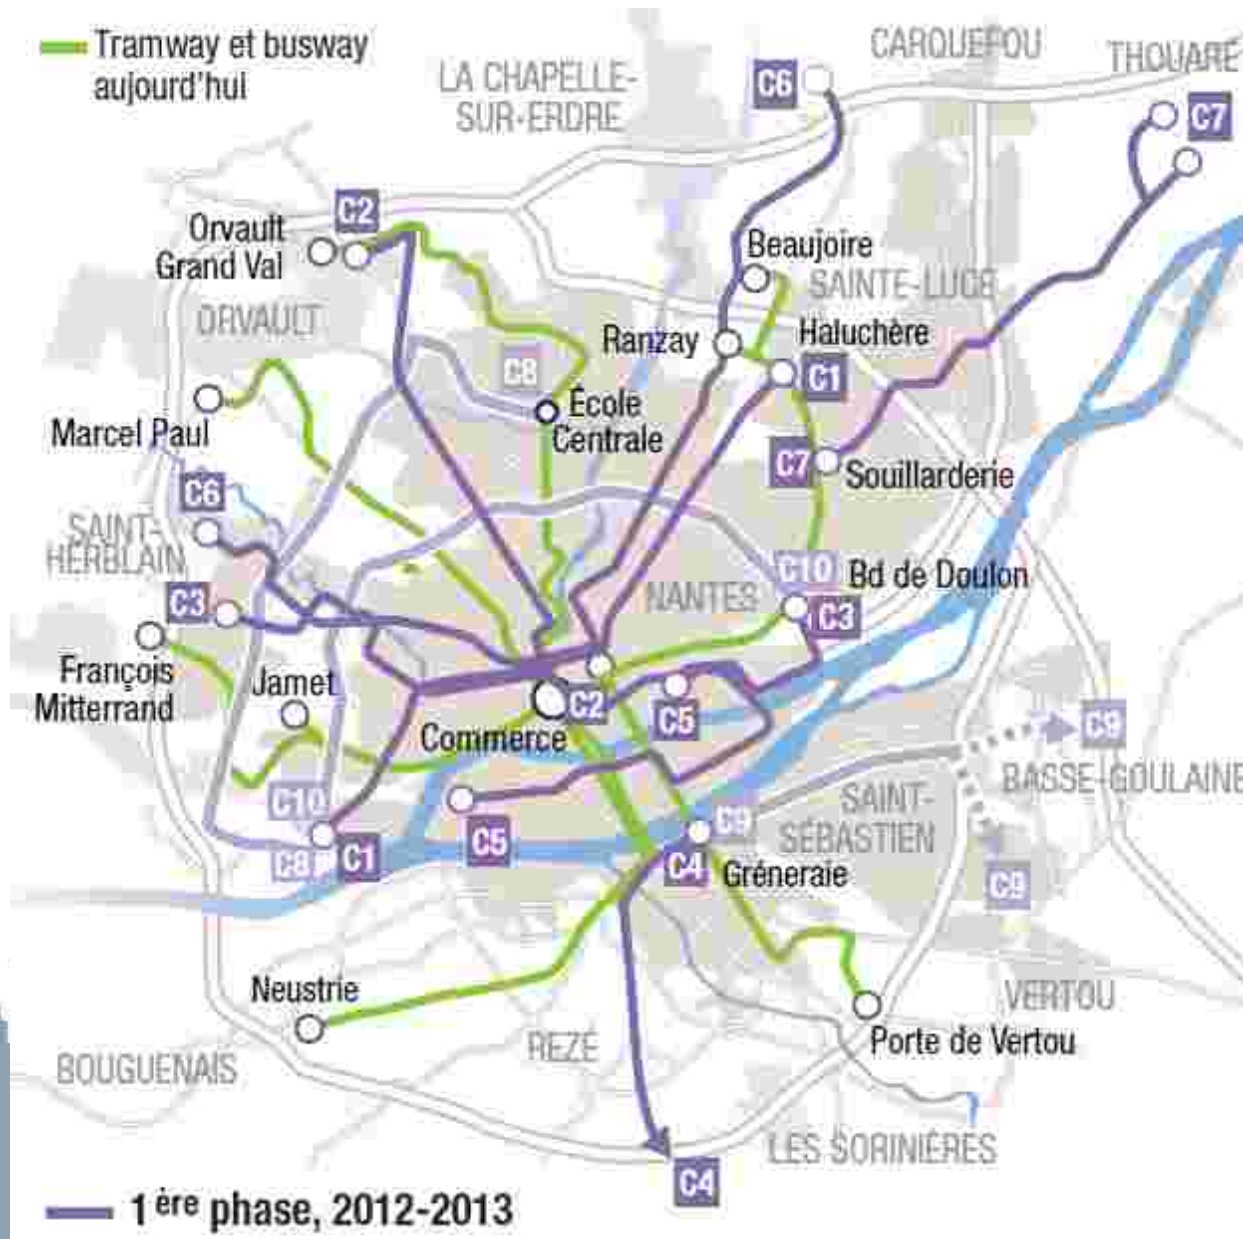 Tramway et busway
aujourd'hui
LA CHAPELLE-
SUR-ERDRE
C6
CARQUEFOU
THOUARÉ
C7
C2
Orvault
Grand Val
ORVAULT
Beaujoire
SAINTE-LUCE
Ranzay
Haluchère
C1
C8
École
Centrale
Marcel Paul
C7
Souillarderie
C6
SAINT-
HERBLAIN
C10
Bd de Doulon
C3
NANTES
C3
François
Mitterrand
Jamet
C2
C5
Commerce
C9
BASSE-GOULAINE
C10
SAINT-
SÉBASTIEN
C9
C8
C1
C5
C4
Gréneraie
C9
Neustrie
VERTOU
Porte de Vertou
REZÉ
BOUGUENAIS
LES SORINIÈRES
C4
1ère phase, 2012-2013